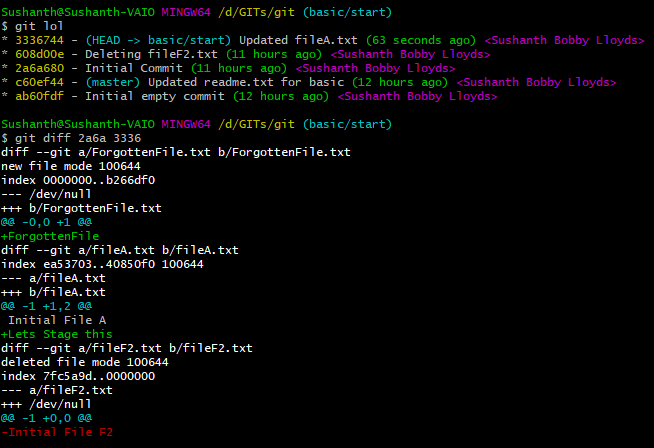 Sushanth@Sushanth-VAIO MINGW64 /d/GITs/git (basic/start)
$ git lol
* 3336744 - (HEAD -> basic/start) Updated fileA.txt (63 seconds ago) <Sushanth Bobby Lloyds>
* 608d00e - Deleting fileF2.txt (11 hours ago) <Sushanth Bobby Lloyds>
* 2a6a680 - Initial Commit (11 hours ago) <Sushanth Bobby Lloyds>
* c60ef44 - (master) Updated readme.txt for basic (12 hours ago) <Sushanth Bobby Lloyds>
* ab60fdf - Initial empty commit (12 hours ago) <Sushanth Bobby Lloyds>
Sushanth@Sushanth-VAIO MINGW64 /d/GITs/git (basic/start)
$ git diff 2a6a 3336
diff --git a/ForgottenFile.txt b/ForgottenFile.txt
new file mode 100644
index 0000000..b266df0
--- /dev/null
+++ b/ForgottenFile.txt
@@ -0,0 +1 @@
+ForgottenFile
diff --git a/fileA.txt b/fileA.txt
index ea53703..40850f0 100644
--- a/fileA.txt
+++ b/fileA.txt
@@ -1 +1,2 @@
 Initial File A
+Lets Stage this
diff --git a/fileF2.txt b/fileF2.txt
deleted file mode 100644
index 7fc5a9d..0000000
--- a/fileF2.txt
+++ /dev/null
@@ -1 +0,0 @@
-Initial File F2